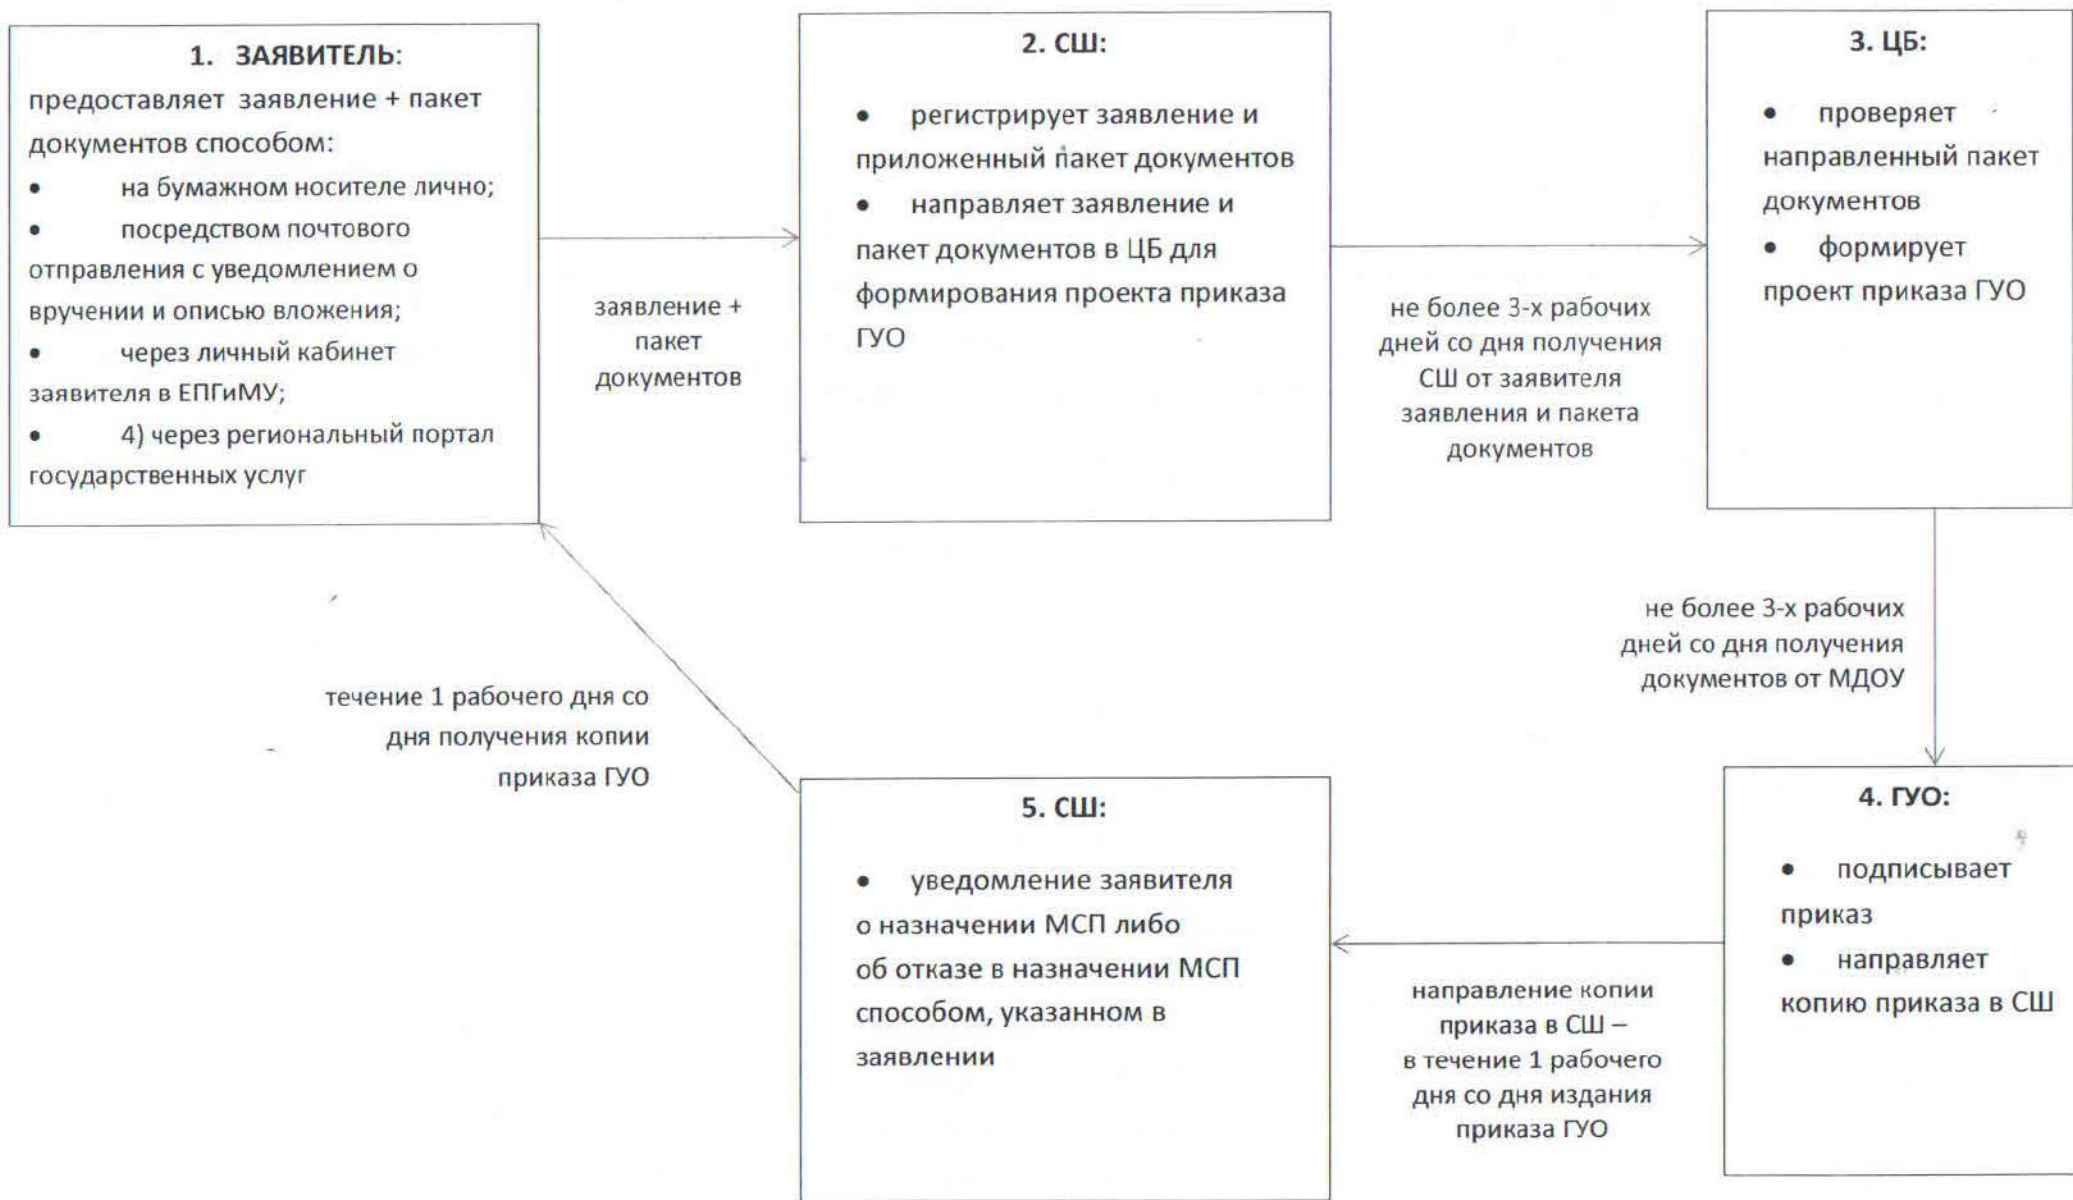 1. ЗАЯВИТЕЛЬ:
предоставляет заявление + пакет
документов способом:
• на бумажном носителе лично;
• посредством почтового
отправления с уведомлением о
вручении и описью вложения;
• через личный кабинет
заявителя в ЕПГиМУ;
• 4) через региональный портал
государственных услуг
заявление +
пакет
документов
2. СШ:
• регистрирует заявление и
приложенный пакет документов
• направляет заявление и
пакет документов в ЦБ для
формирования проекта приказа
ГУО
не более 3-х рабочих
дней со дня получения
СШ от заявителя
заявления и пакета
документов
3. ЦБ:
• проверяет
направленный пакет
документов
• формирует
проект приказа ГУО
не более 3-х рабочих
дней со дня получения
документов от МДОУ
4. ГУО:
• подписывает
приказ
• направляет
копию приказа в СШ
направление копии
приказа в СШ –
в течение 1 рабочего
дня со дня издания
приказа ГУО
5. СШ:
• уведомление заявителя
о назначении МСП либо
об отказе в назначении МСП
способом, указанном в
заявлении
течение 1 рабочего дня со
дня получения копии
приказа ГУО